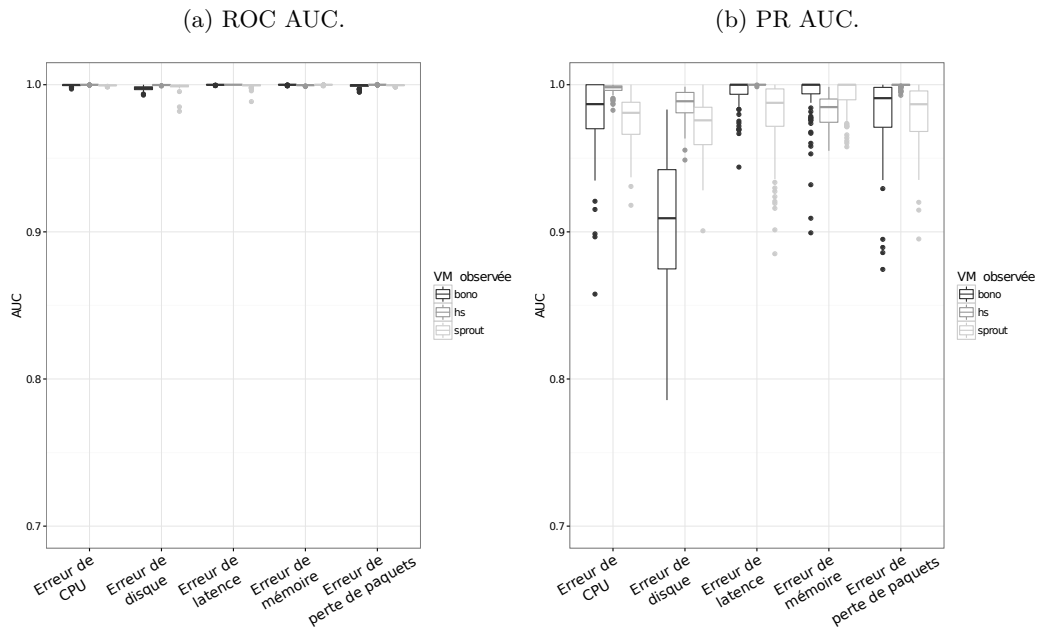 (a) ROC AUC.
1.0
0.9
0.8
0.7
AUC
Erreur de
CPU
Erreur de
disque
Erreur de
latence
Erreur de
mémoire
Erreur de
perte de paquets
VM observée
bono
hs
sprout
(b) PR AUC.
1.0
0.9
0.8
0.7
AUC
Erreur de
CPU
Erreur de
disque
Erreur de
latence
Erreur de
mémoire
Erreur de
perte de paquets
VM observée
bono
hs
sprout